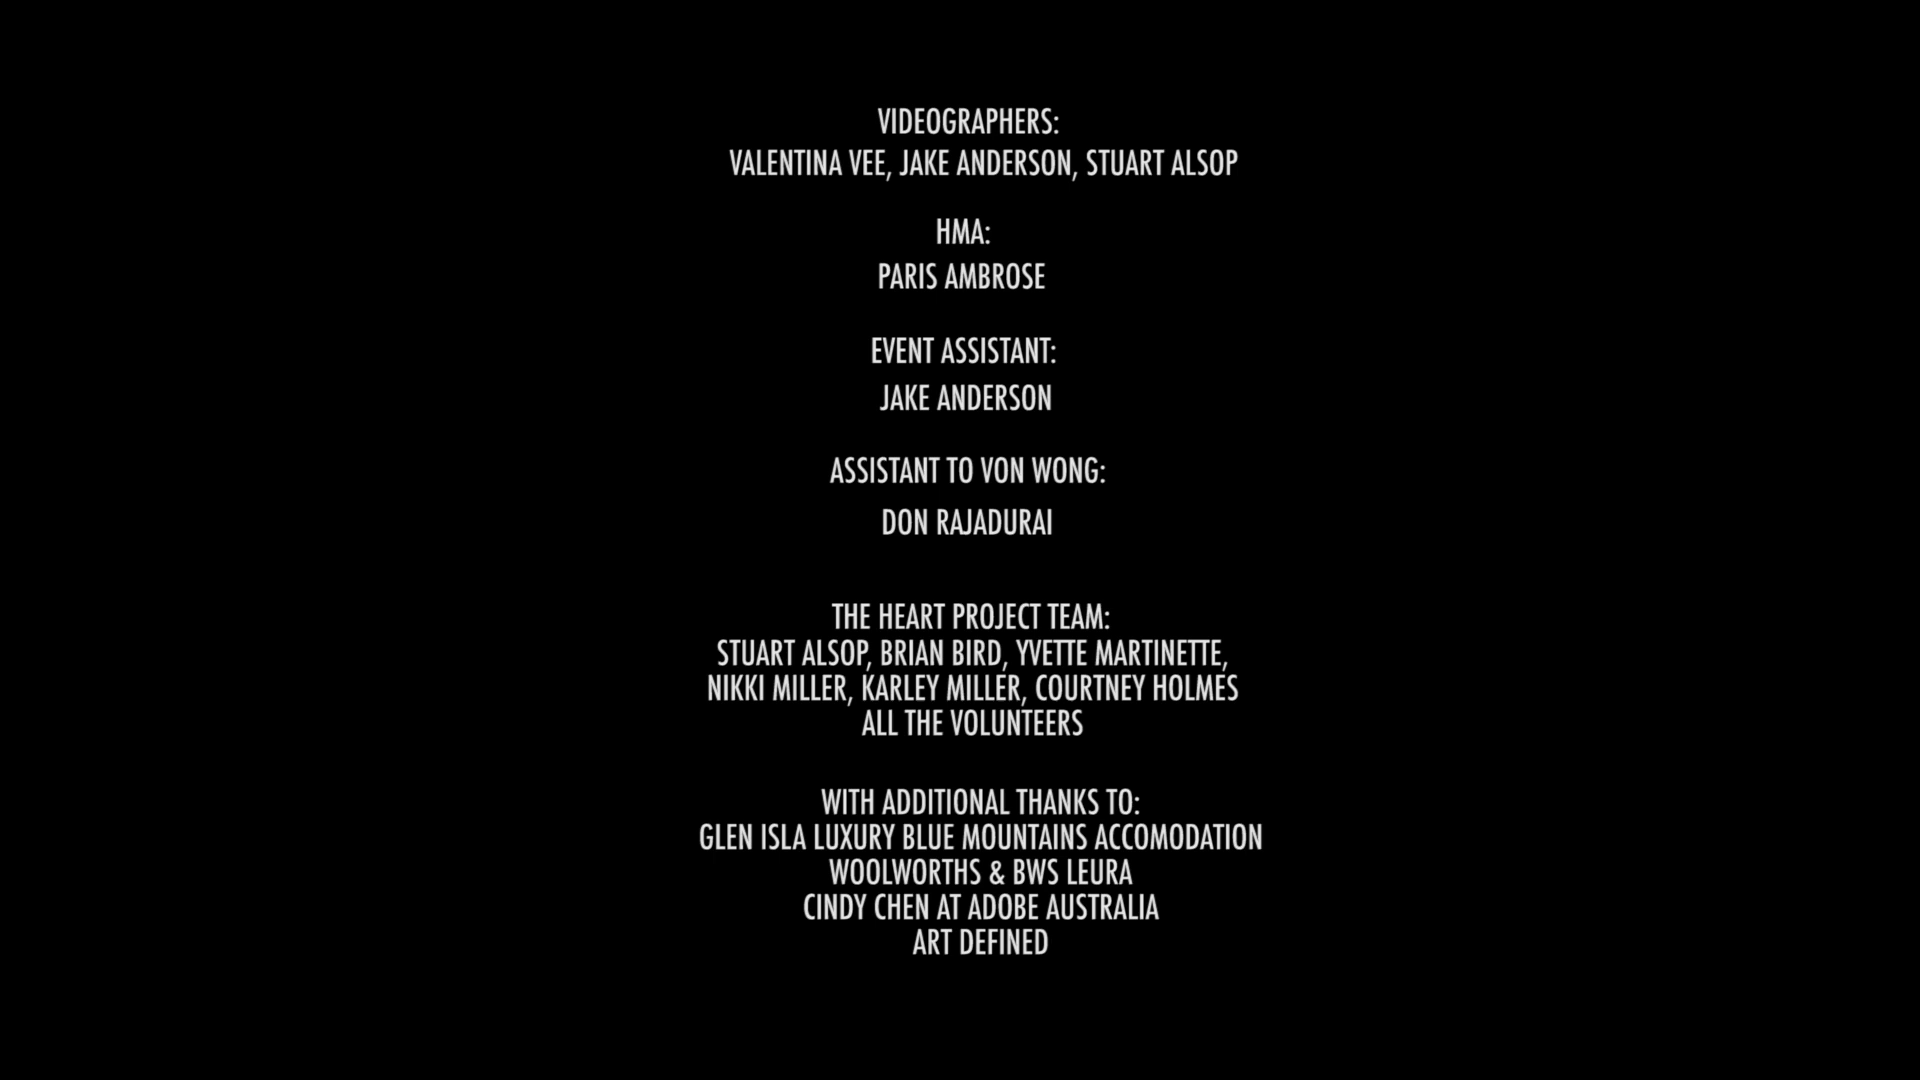 VIDEOGRAPHERS:
VALENTINA VEE, JAKE ANDERSON, STUART ALSOP
HMA:
PARIS AMBROSE
EVENT ASSISTANT:
JAKE ANDERSON
ASSISTANT TO VON WONG:
DON RAJADURAI
THE HEART PROJECT TEAM:
STUART ALSOP, BRIAN BIRD, YVETTE MARTINETTE,
NIKKI MILLER, KARLEY MILLER, COURTNEY HOLMES
ALL THE VOLUNTEERS
WITH ADDITIONAL THANKS TO:
GLEN ISLA LUXURY BLUE MOUNTAINS ACCOMODATION
WOOLWORTHS & BWS LEURA
CINDY CHEN AT ADOBE AUSTRALIA
ART DEFINED